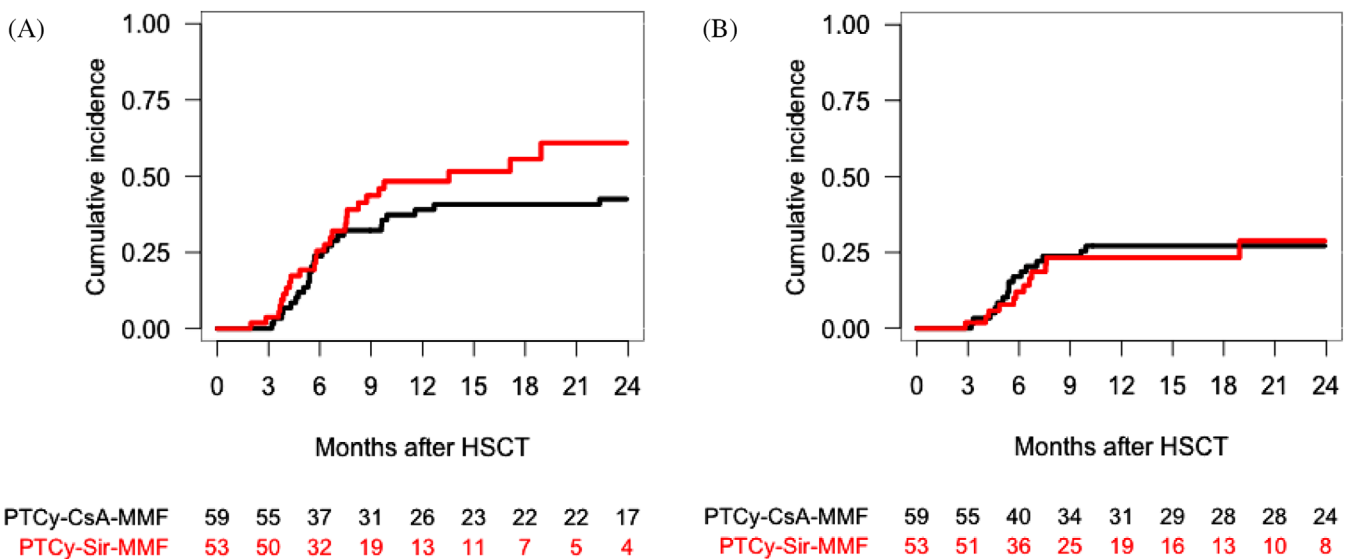 (A)
1.00
0.75
0.50
0.25
0.00
Cumulative incidence
0 3 6 9 12 15 18 21 24
Months after HSCT
PTCy-CsA-MMF 59 55 37 31 26 23 22 22 17
PTCy-Sir-MMF 53 50 32 19 13 11 7 5 4
(B)
1.00
0.75
0.50
0.25
0.00
Cumulative incidence
0 3 6 9 12 15 18 21 24
Months after HSCT
PTCy-CsA-MMF 59 55 40 34 31 29 28 28 24
PTCy-Sir-MMF 53 51 36 25 19 16 13 10 8